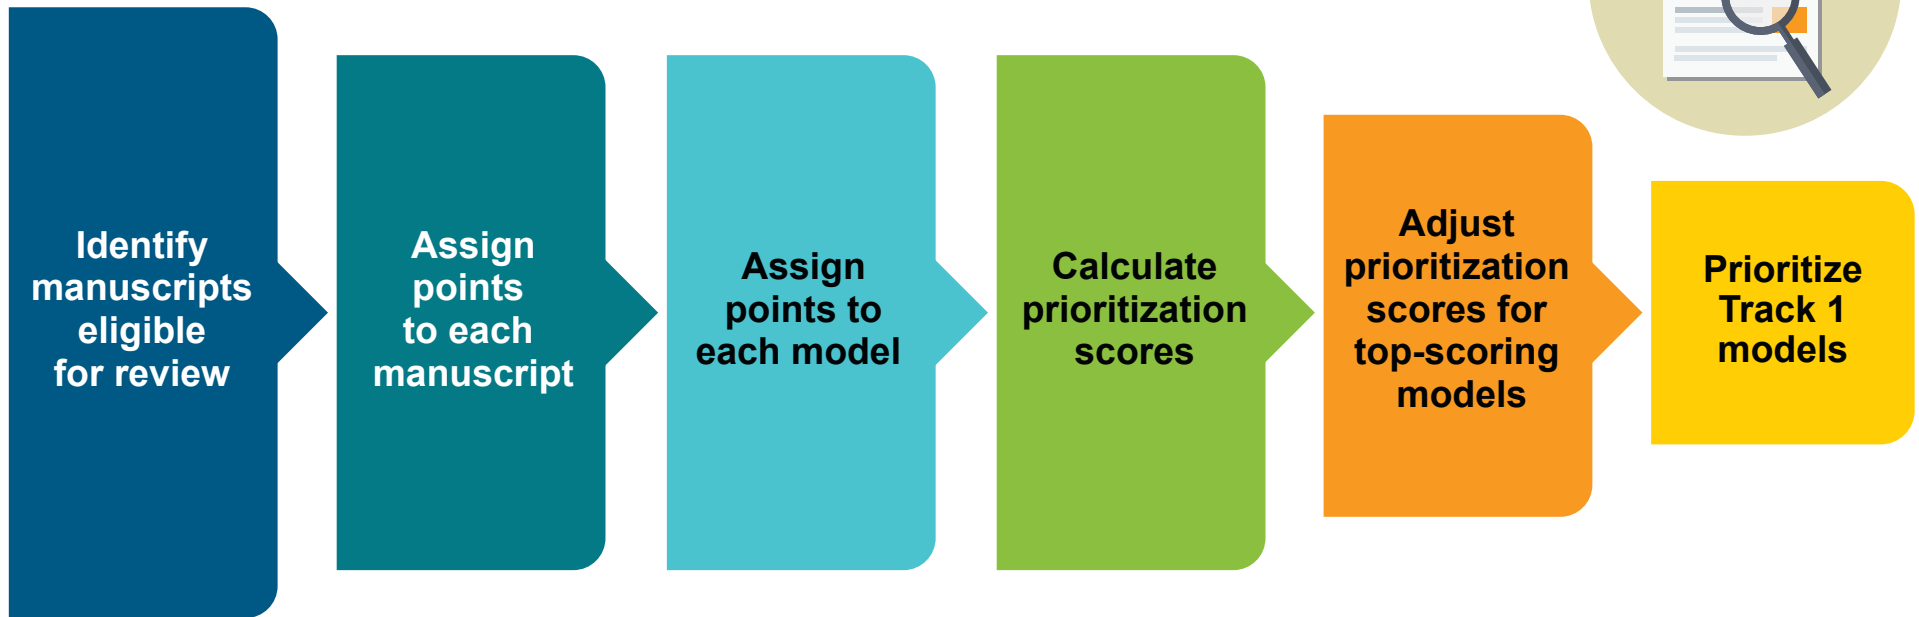 Identify
manuscripts
eligible
for review
Assign
points
to each
manuscript
Assign
points to
each model
Calculate
prioritization
scores
Adjust
prioritization
scores for
top-scoring
models
Prioritize
Track 1
models